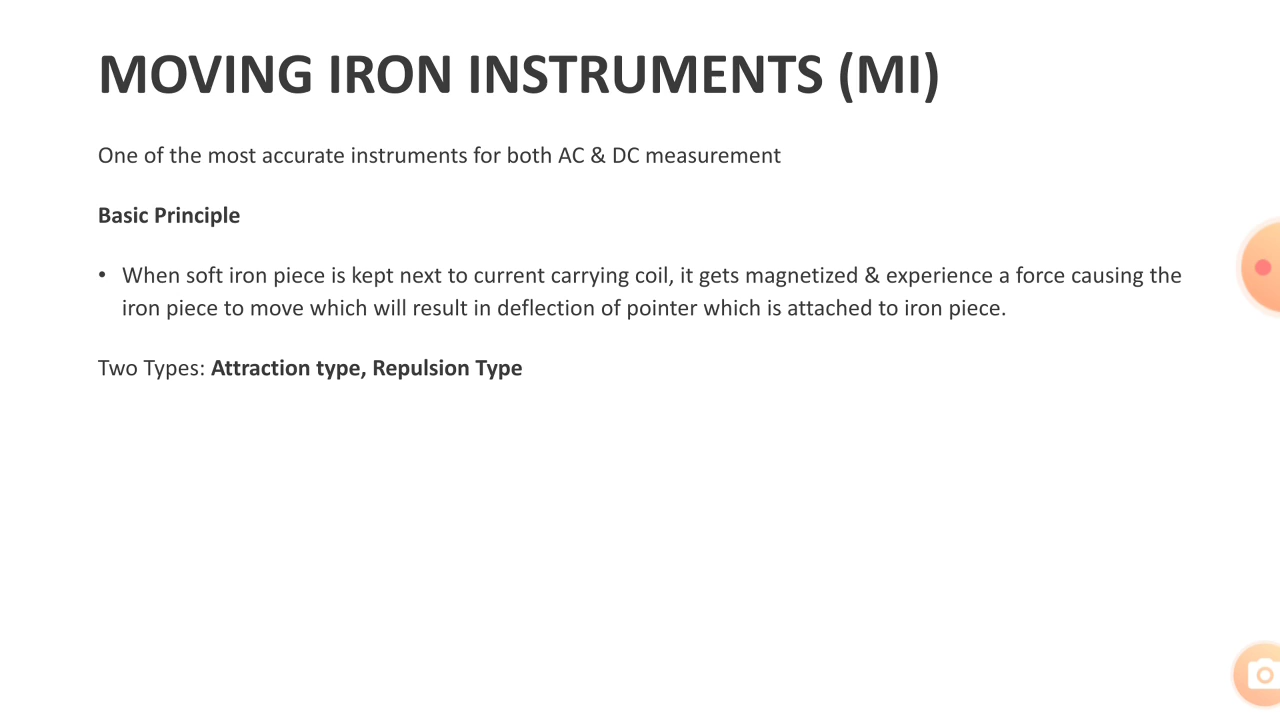 MOVING IRON INSTRUMENTS (MI)
One of the most accurate instruments for both AC & DC measurement
Basic Principle
• When soft iron piece is kept next to current carrying coil, it gets magnetized & experience a force causing the
iron piece to move which will result in deflection of pointer which is attached to iron piece.
Two Types: Attraction type, Repulsion Type